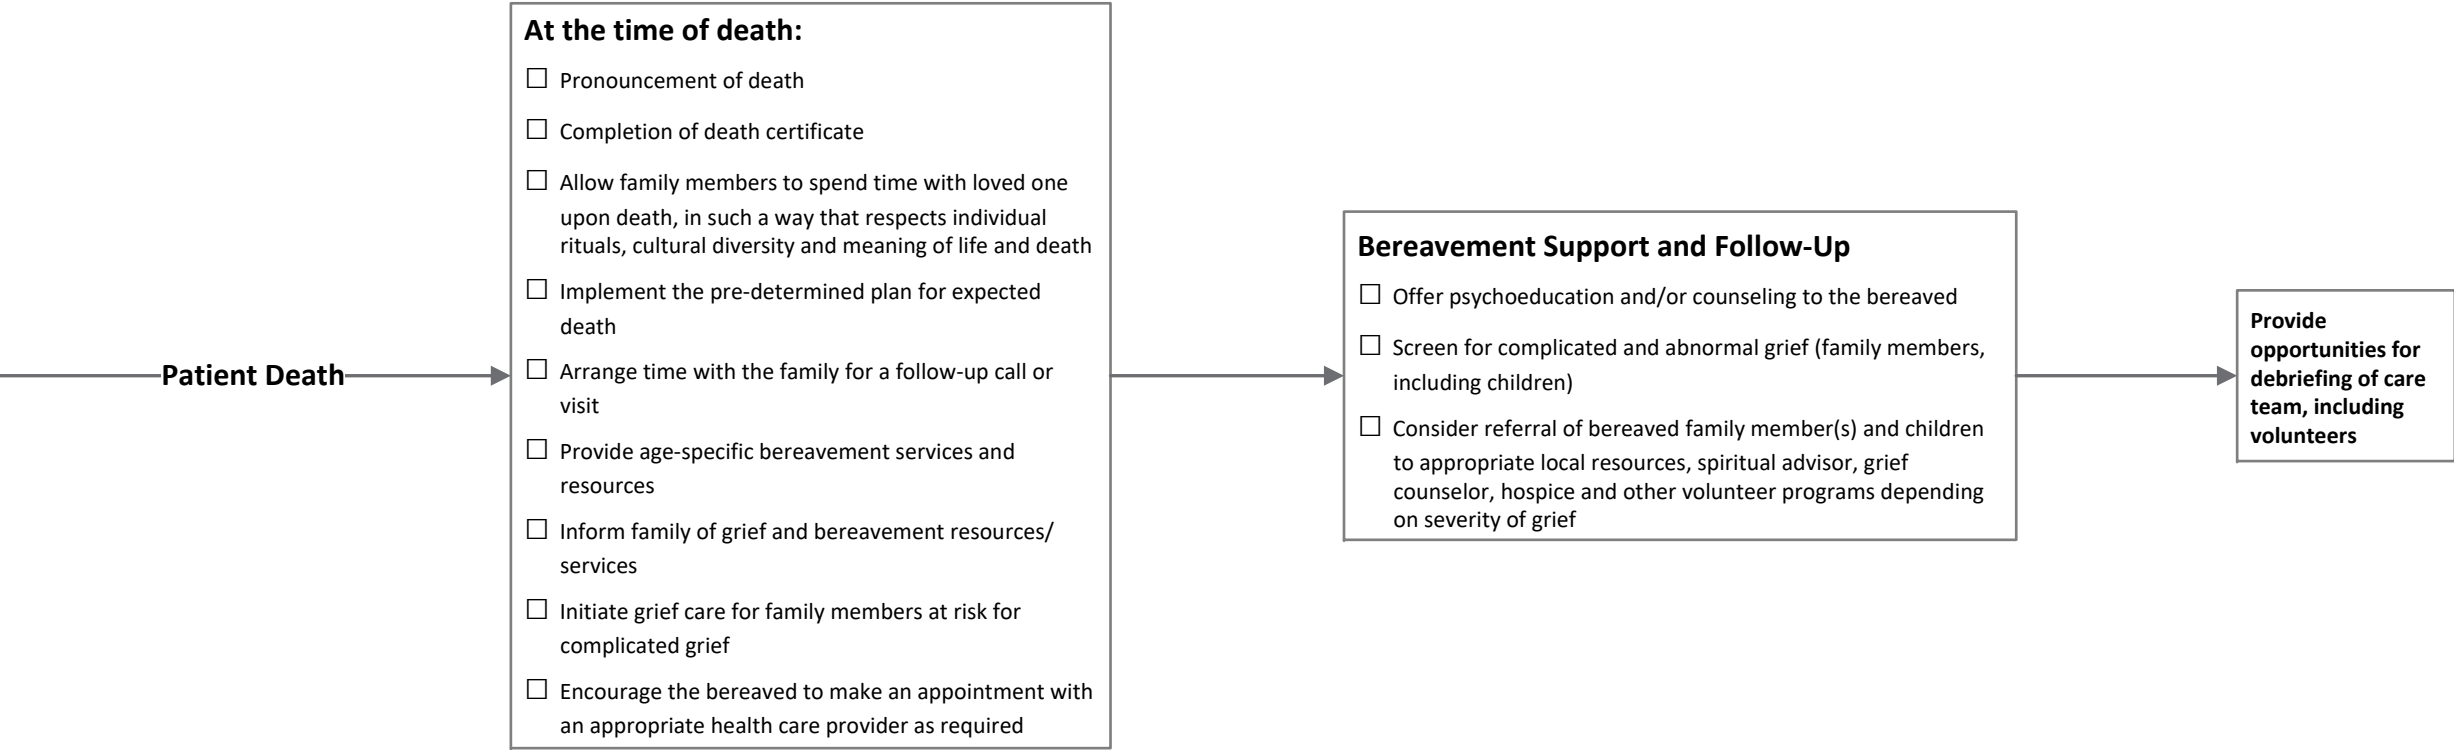 Patient Death
At the time of death:
☐ Pronouncement of death
☐ Completion of death certificate
☐ Allow family members to spend time with loved one
upon death, in such a way that respects individual
rituals, cultural diversity and meaning of life and death
☐ Implement the pre-determined plan for expected
death
☐ Arrange time with the family for a follow-up call or
visit
☐ Provide age-specific bereavement services and
resources
☐ Inform family of grief and bereavement resources/
services
☐ Initiate grief care for family members at risk for
complicated grief
☐ Encourage the bereaved to make an appointment with
an appropriate health care provider as required
Bereavement Support and Follow-Up
☐ Offer psychoeducation and/or counseling to the bereaved
☐ Screen for complicated and abnormal grief (family members,
including children)
☐ Consider referral of bereaved family member(s) and children
to appropriate local resources, spiritual advisor, grief
counselor, hospice and other volunteer programs depending
on severity of grief
Provide
opportunities for
debriefing of care
team, including
volunteers